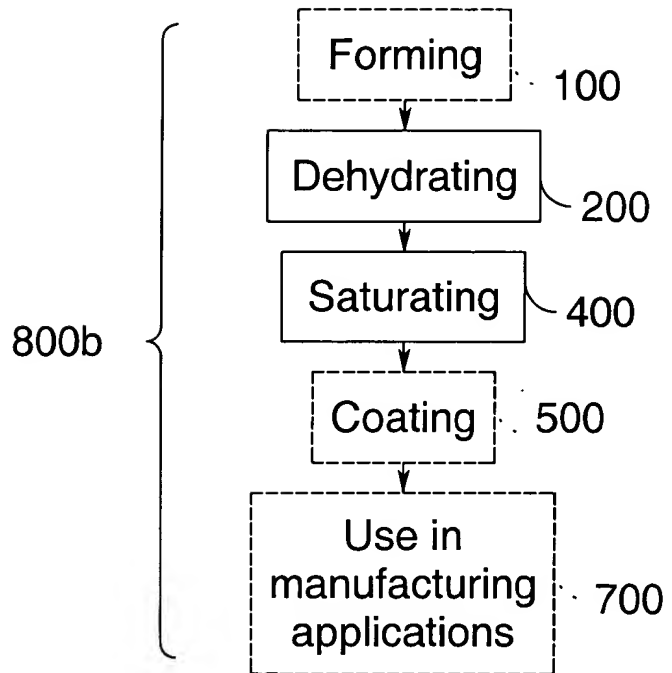 Forming
100
Dehydrating
200
Saturating
400
800b
Coating
500
Use in
manufacturing
applications
700